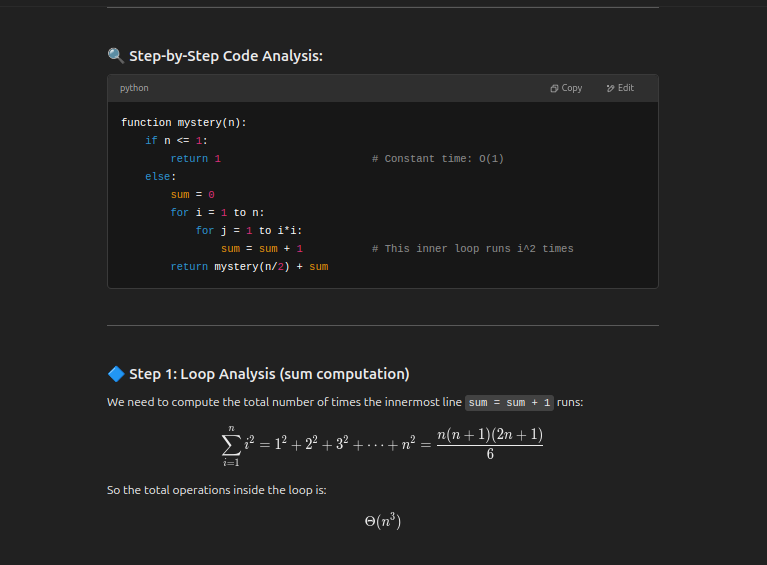 🔍 Step-by-Step Code Analysis:
python Copy Edit
function mystery(n):
    if n <= 1:
        return 1 # Constant time: O(1)
    else:
        sum = 0
        for i = 1 to n:
            for j = 1 to i*i:
                sum = sum + 1 # This inner loop runs i^2 times
        return mystery(n/2) + sum
🔷 Step 1: Loop Analysis (sum computation)
We need to compute the total number of times the innermost line sum = sum + 1 runs:
\sum_{i=1}^{n} i^2 = 1^2 + 2^2 + 3^2 + \cdots + n^2 = \frac{n(n+1)(2n+1)}{6}
So the total operations inside the loop is:
Θ(n^3)